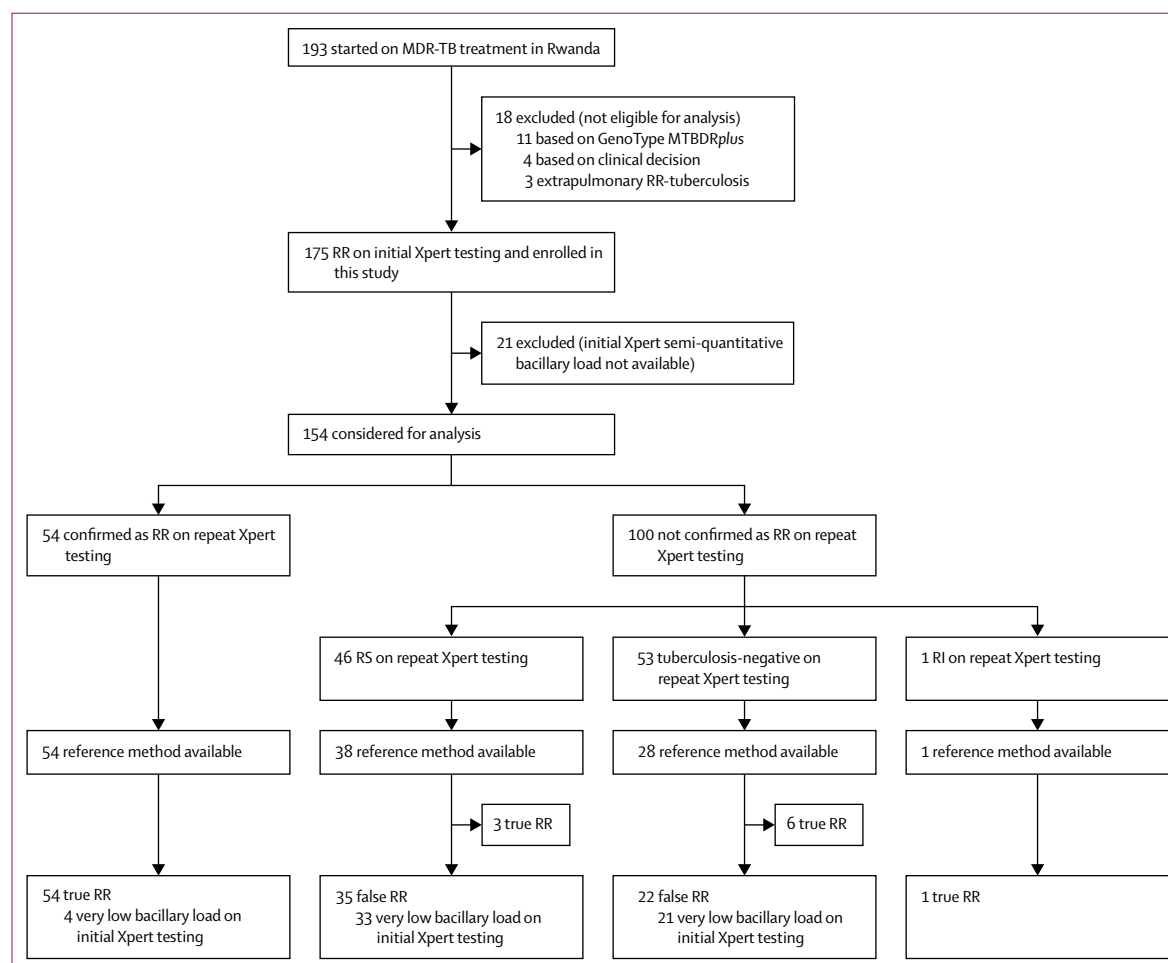 193 started on MDR-TB treatment in Rwanda
18 excluded (not eligible for analysis)
11 based on GenoType MTBDRplus
4 based on clinical decision
3 extrapulmonary RR-tuberculosis
175 RR on initial Xpert testing and enrolled in
this study
21 excluded (initial Xpert semi-quantitative
bacillary load not available)
154 considered for analysis
54 confirmed as RR on repeat Xpert
testing
100 not confirmed as RR on repeat
Xpert testing
46 RS on repeat Xpert testing
53 tuberculosis-negative on
repeat Xpert testing
1 RI on repeat Xpert testing
54 reference method available
38 reference method available
28 reference method available
1 reference method available
3 true RR
6 true RR
54 true RR
4 very low bacillary load on
initial Xpert testing
35 false RR
33 very low bacillary load on
initial Xpert testing
22 false RR
21 very low bacillary load on
initial Xpert testing
1 true RR